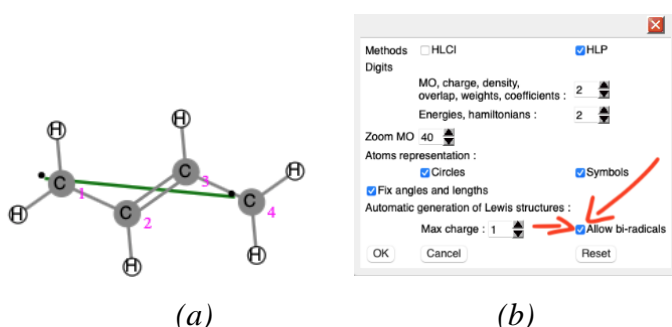 H
H
C
1
H
C
2
H
H
C
3
C
4
H
H
Methods HLCI HLP
Digits
MO, charge, density,
overlap, weights, coefficients : 2
Energies, hamiltonians : 2
Zoom MO 40
Atoms representation :
Circles Symbols
Fix angles and lengths
Automatic generation of Lewis structures :
Max charge : 1 Allow bi-radicals
OK Cancel Reset
(a) (b)